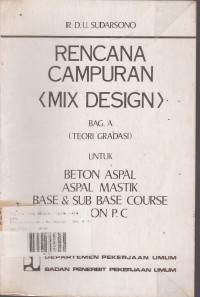 IR. D.U. SUDARSONO
RENCANA
CAMPURAN
<MIX DESIGN>
BAG. A
(TEORI GRADASI)
UNTUK
BETON ASPAL
ASPAL MASTIK
BASE & SUB BASE COURSE
ON P.C
DEPARTEMEN PEKERJAAN UMUM
BADAN PENERBIT PEKERJAAN UMUM